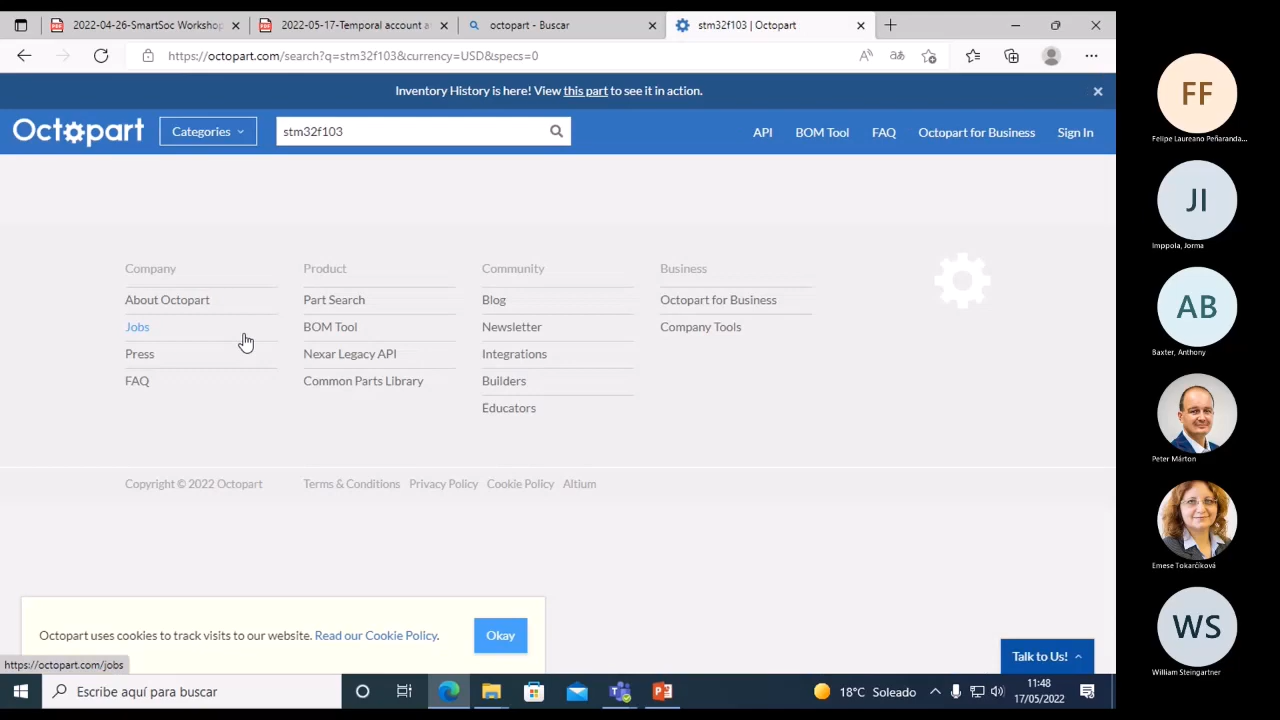 2022-04-26-SmartSoc Workshop
2022-05-17-Temporal account a
octopart - Buscar
stm32f103 | Octopart
https://octopart.com/search?q=stm32f103&currency=USD&specs=0
Inventory History is here! View this part to see it in action.
Octopart
Categories
stm32f103
API
BOM Tool
FAQ
Octopart for Business
Sign In
Company
About Octopart
Jobs
Press
FAQ
Product
Part Search
BOM Tool
Nexar Legacy API
Common Parts Library
Community
Blog
Newsletter
Integrations
Builders
Educators
Business
Octopart for Business
Company Tools
Copyright © 2022 Octopart
Terms & Conditions
Privacy Policy
Cookie Policy
Altium
Octopart uses cookies to track visits to our website. Read our Cookie Policy.
Okay
Talk to Us!
https://octopart.com/jobs
Escribe aquí para buscar
18°C Soleado
11:48
17/05/2022
FF
Felipe Laureano Peñaranda...
JI
Imppola, Jorma
AB
Baxter, Anthony
Peter Márton
Emese Tokarčíková
WS
William Steingartner